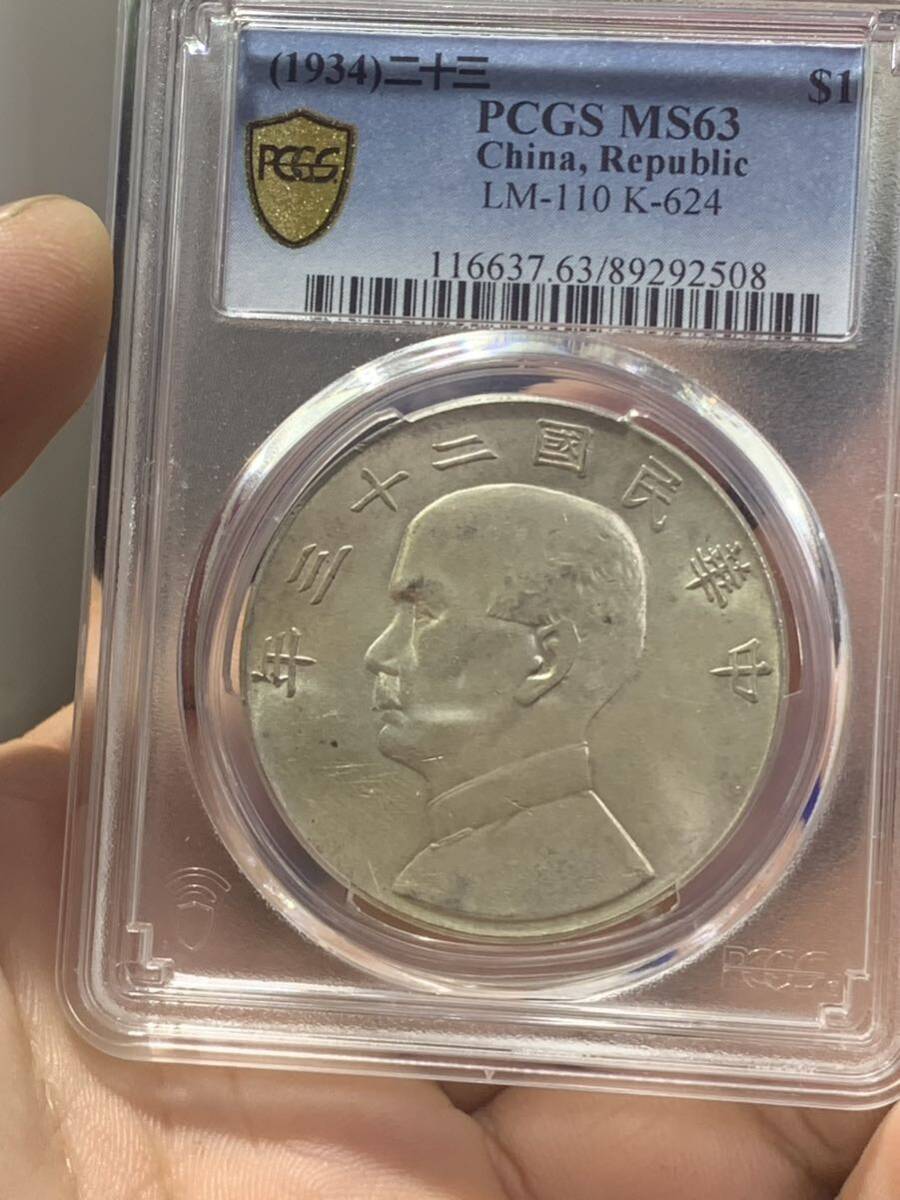 (1934)二十三 $1
PCGS MS63
China, Republic
LM-110 K-624
116637.63/89292508
PCGS
年三十二國民華中
PCGS